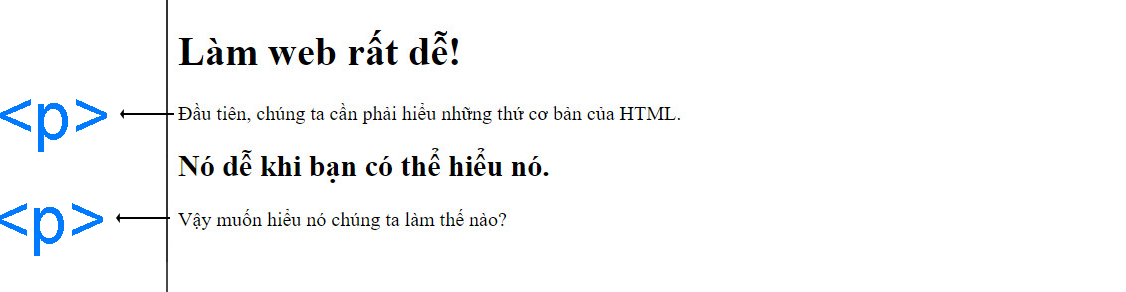 Làm web rất dễ!
<p> Đầu tiên, chúng ta cần phải hiểu những thứ cơ bản của HTML.
Nó dễ khi bạn có thể hiểu nó.
<p> Vậy muốn hiểu nó chúng ta làm thế nào?